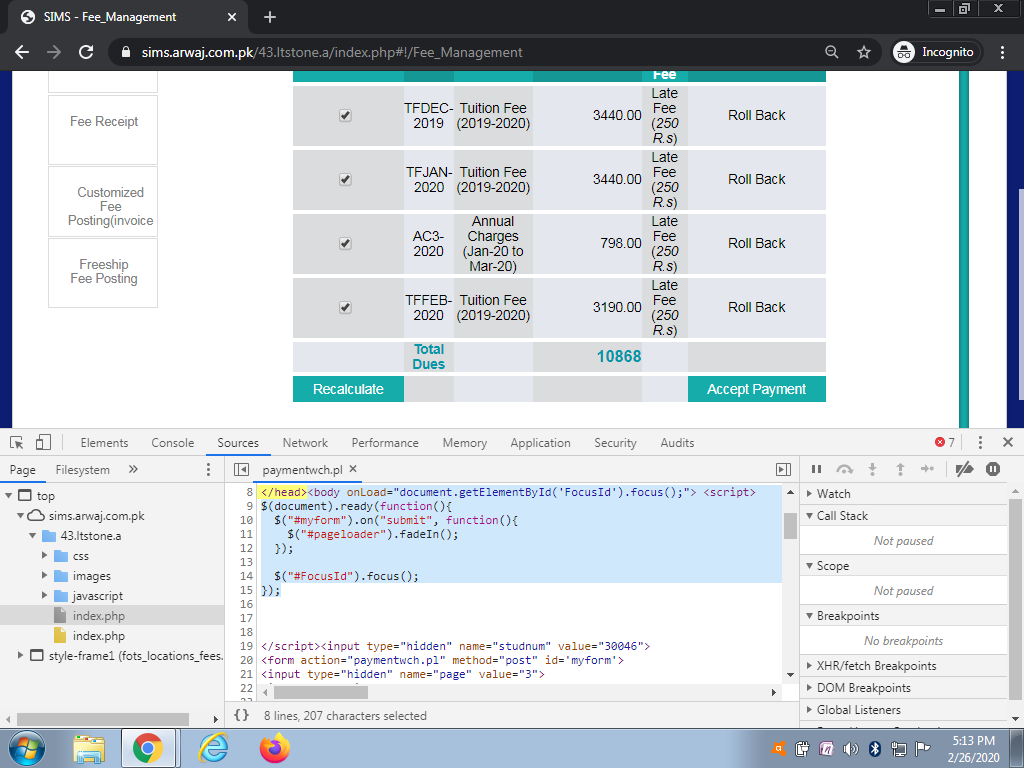 SIMS - Fee_Management
sims.arwaj.com.pk/43.ltstone.a/index.php#!/Fee_Management
Incognito
Fee Receipt
Customized
Fee
Posting(invoice
Freeship
Fee Posting
Fee
TFDEC-2019 Tuition Fee (2019-2020) 3440.00 Late Fee (250 R.s) Roll Back
TFJAN-2020 Tuition Fee (2019-2020) 3440.00 Late Fee (250 R.s) Roll Back
AC3-2020 Annual Charges (Jan-20 to Mar-20) 798.00 Late Fee (250 R.s) Roll Back
TFFEB-2020 Tuition Fee (2019-2020) 3190.00 Late Fee (250 R.s) Roll Back
Total Dues 10868
Recalculate Accept Payment
Elements Console Sources Network Performance Memory Application Security Audits 7
Page Filesystem »
paymentwch.pl
top
sims.arwaj.com.pk
43.ltstone.a
css
images
javascript
index.php
index.php
style-frame1 (fots_locations_fees.
8 </head><body onLoad="document.getElementById('FocusId').focus();"> <script>
9 $(document).ready(function(){
10 $("#myform").on("submit", function(){
11 $("#pageloader").fadeIn();
12 });
13
14 $("#FocusId").focus();
15 });
16
17
18
19 </script><input type="hidden" name="studnum" value="30046">
20 <form action="paymentwch.pl" method="post" id='myform'>
21 <input type="hidden" name="page" value="3">
22
{} 8 lines, 207 characters selected
Watch
Call Stack
Not paused
Scope
Not paused
Breakpoints
No breakpoints
XHR/fetch Breakpoints
DOM Breakpoints
Global Listeners
5:13 PM
2/26/2020